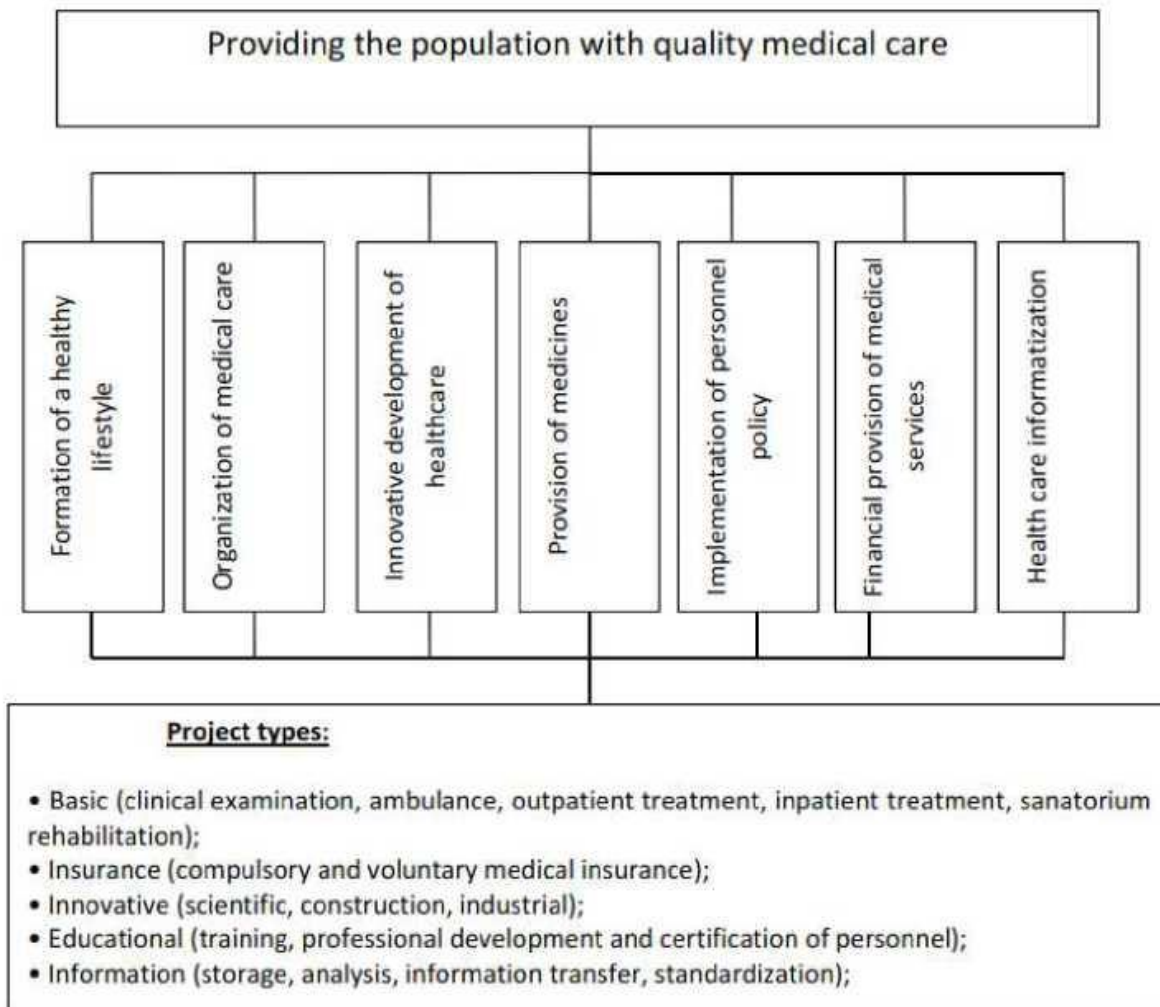 Providing the population with quality medical care
Formation of a healthy
lifestyle
Organization of medical care
Innovative development of
healthcare
Provision of medicines
Implementation of personnel
policy
Financial provision of medical
services
Health care informatization
Project types:
• Basic (clinical examination, ambulance, outpatient treatment, inpatient treatment, sanatorium
rehabilitation);
• Insurance (compulsory and voluntary medical insurance);
• Innovative (scientific, construction, industrial);
• Educational (training, professional development and certification of personnel);
• Information (storage, analysis, information transfer, standardization);